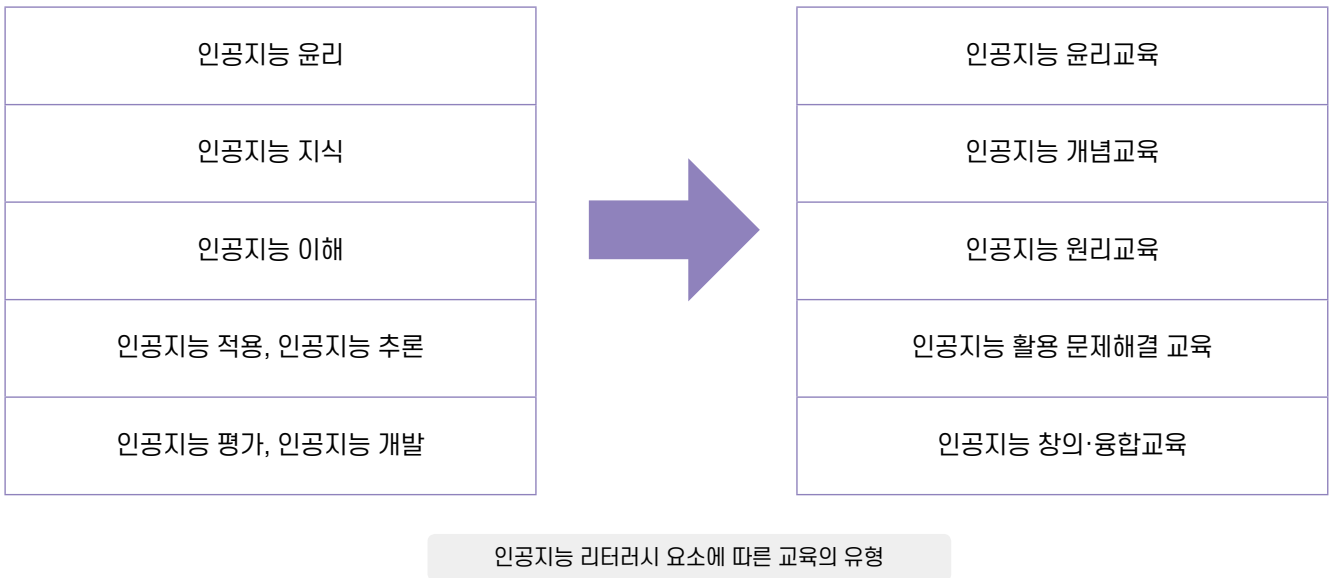 인공지능 윤리
인공지능 지식
인공지능 이해
인공지능 적용, 인공지능 추론
인공지능 평가, 인공지능 개발
인공지능 윤리교육
인공지능 개념교육
인공지능 원리교육
인공지능 활용 문제해결 교육
인공지능 창의·융합교육
인공지능 리터러시 요소에 따른 교육의 유형